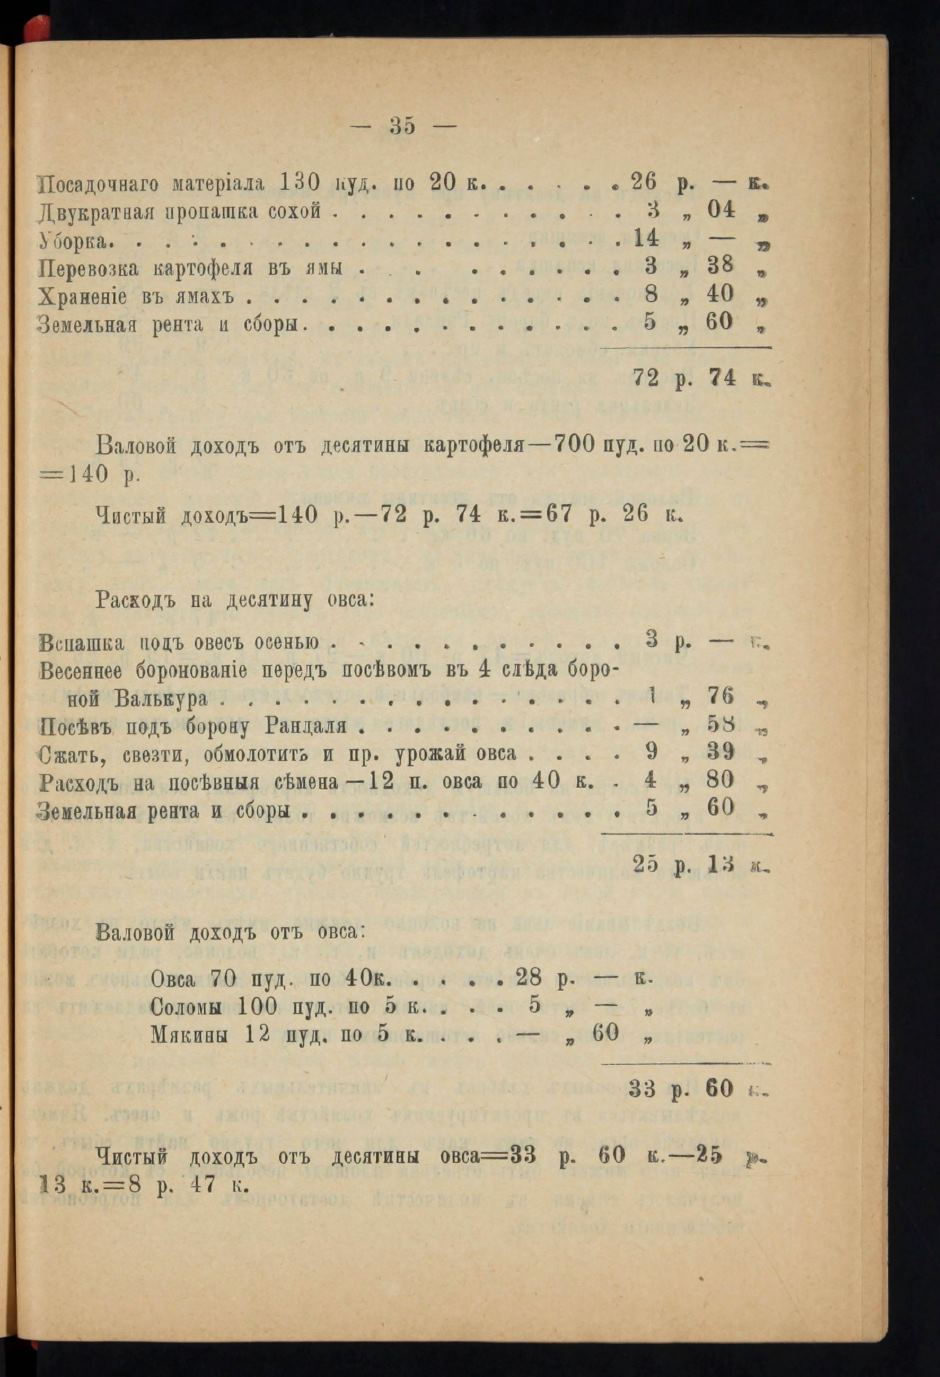 — 35 —
Посадочнаго матеріала 130 пуд. по 20 к. . . . . . . 26 р. — к.
Двукратная пропашка сохой . . . . . . . . . . . 3 „ 04 „
Уборка. . . . . . . . . . . . . . . . . . . 14 „ — „
Перевозка картофеля въ ямы . . . . . . . . . 3 „ 38 „
Храненіе въ ямахъ . . . . . . . . . . . . . . 8 „ 40 „
Земельная рента и сборы. . . . . . . . . . . . 5 „ 60 „
72 р. 74 к.
Валовой доходъ отъ десятины картофеля—700 пуд. по 20 к.=
=140 р.
Чистый доходъ=140 р.—72 р. 74 к.=67 р. 26 к.
Расходъ на десятину овса:
Вспашка подъ овесъ осенью . . . . . . . . . . . 3 р. — к.
Весеннее боронованіе передъ посѣвомъ въ 4 слѣда боро-
ной Валькура . . . . . . . . . . . . . . . . 1 „ 76 „
Посѣвъ подъ борону Рандаля . . . . . . . . . . — „ 58 „
Сжать, свезти, обмолотить и пр. урожай овса . . . . 9 „ 39 „
Расходъ на посѣвныя сѣмена—12 п. овса по 40 к. . 4 „ 80 „
Земельная рента и сборы . . . . . . . . . . . . 5 „ 60 „
25 р. 13 к.
Валовой доходъ отъ овса:
Овса 70 пуд. по 40к. . . . . . 28 р. — к.
Соломы 100 пуд. по 5 к. . . . 5 „ — „
Мякины 12 пуд. по 5 к. . . . . — „ 60 „
33 р. 60 к.
Чистый доходъ отъ десятины овса=33 р. 60 к.—25 р.
13 к.=8 р. 47 к.